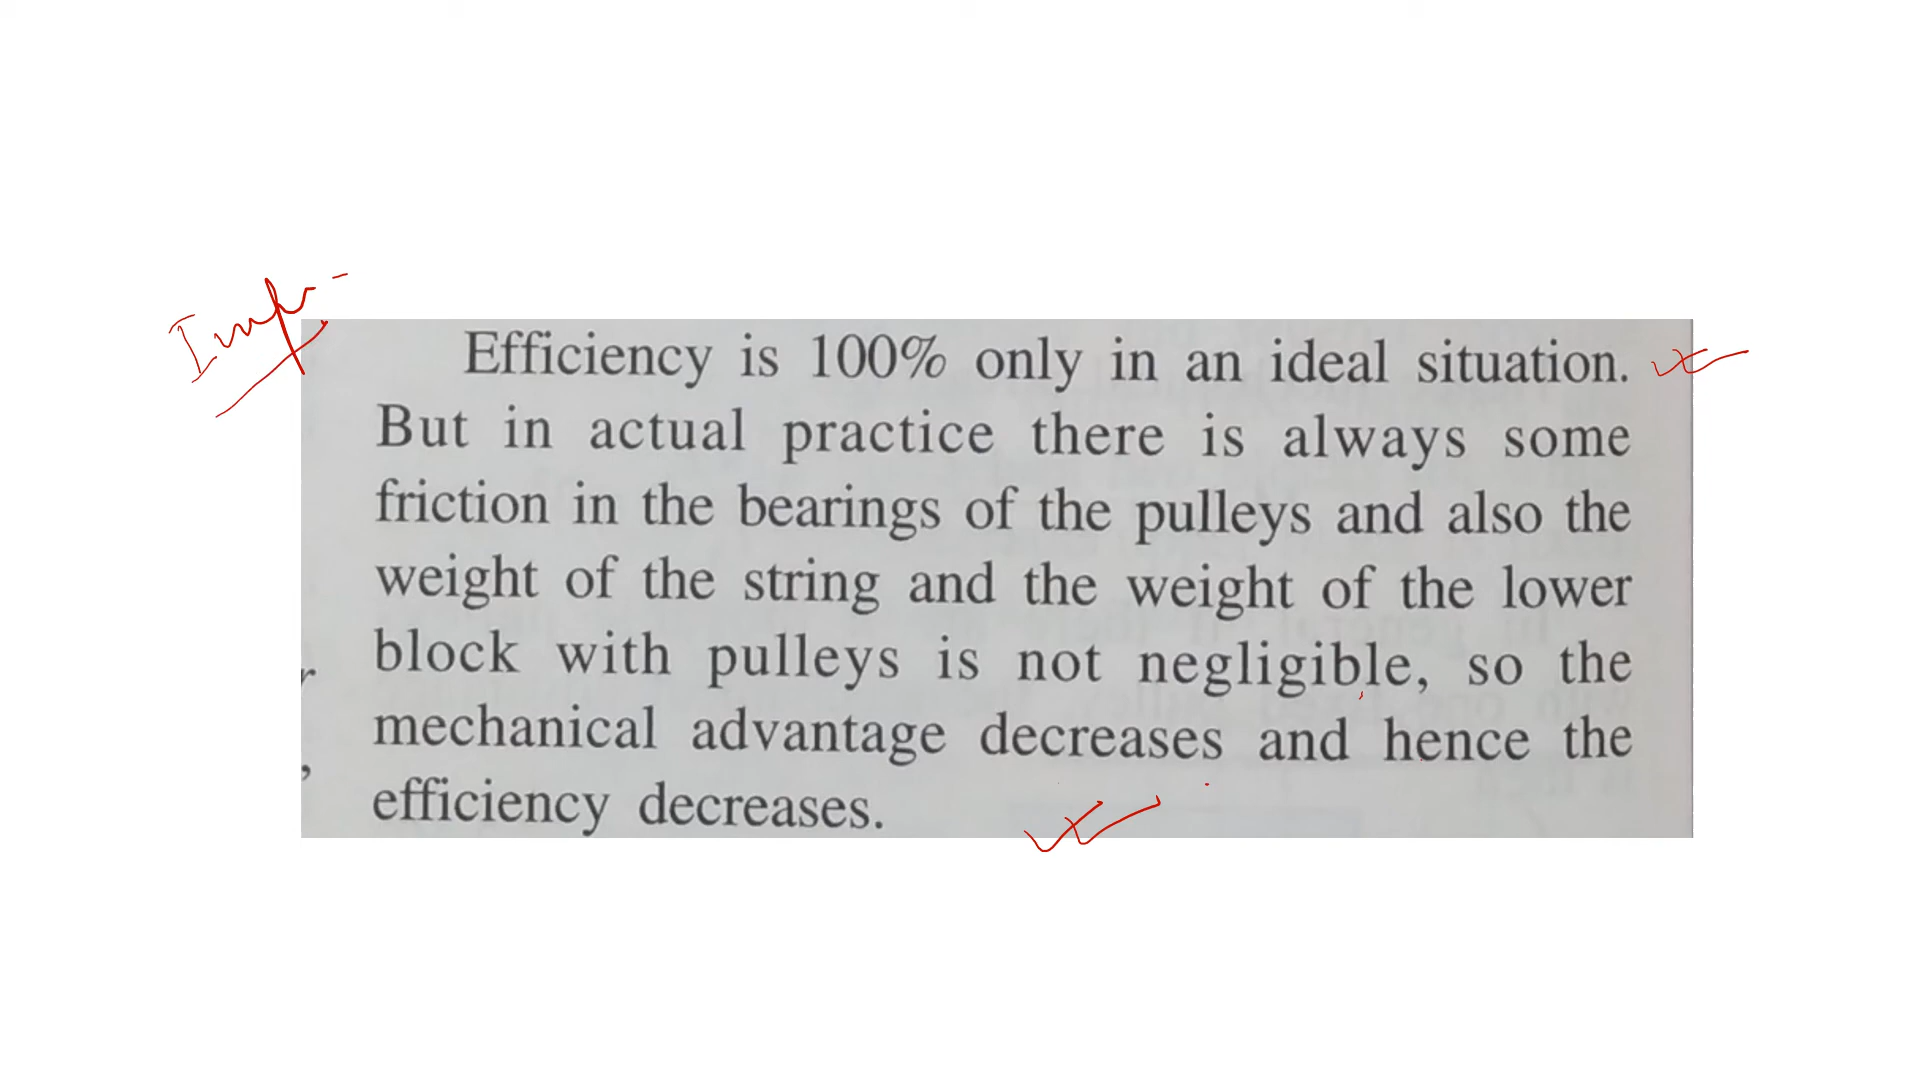 Imp -
Efficiency is 100% only in an ideal situation.
But in actual practice there is always some
friction in the bearings of the pulleys and also the
weight of the string and the weight of the lower
block with pulleys is not negligible, so the
mechanical advantage decreases and hence the
efficiency decreases.